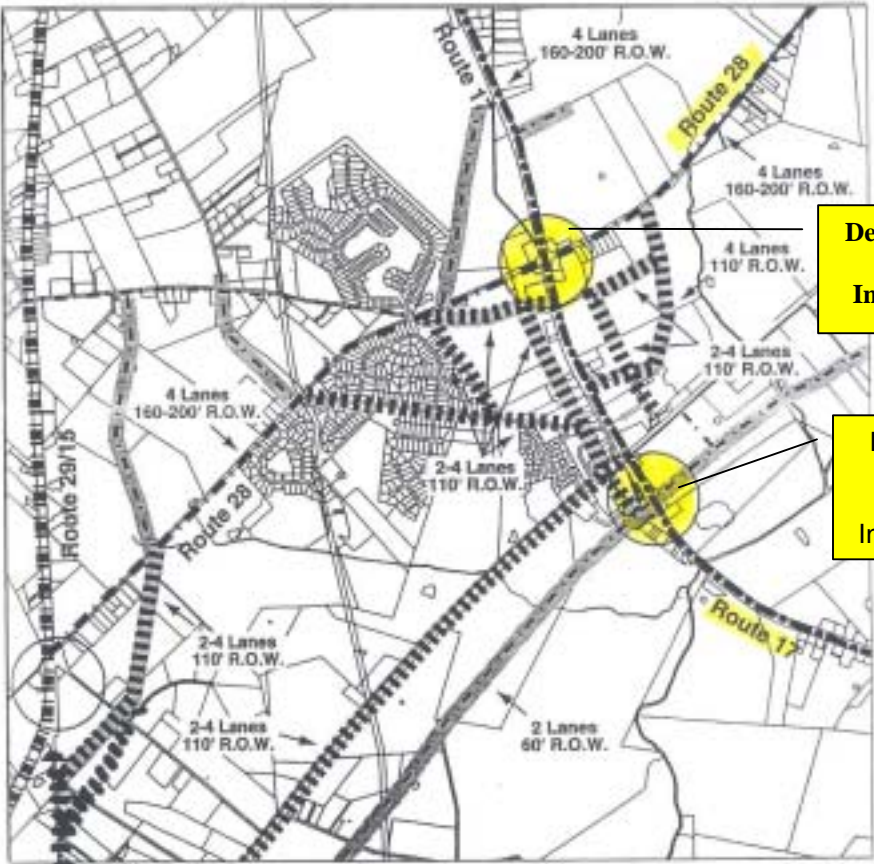 4 Lanes
160-200' R.O.W.
Route 17
Route 28
4 Lanes
160-200' R.O.W.
De
In
4 Lanes
110' R.O.W.
2-4 Lanes
110' R.O.W.
4 Lanes
160-200' R.O.W.
2-4 Lanes
110' R.O.W.
In
Route 29/15
Route 28
Route 17
2-4 Lanes
110' R.O.W.
2-4 Lanes
110' R.O.W.
2 Lanes
60' R.O.W.